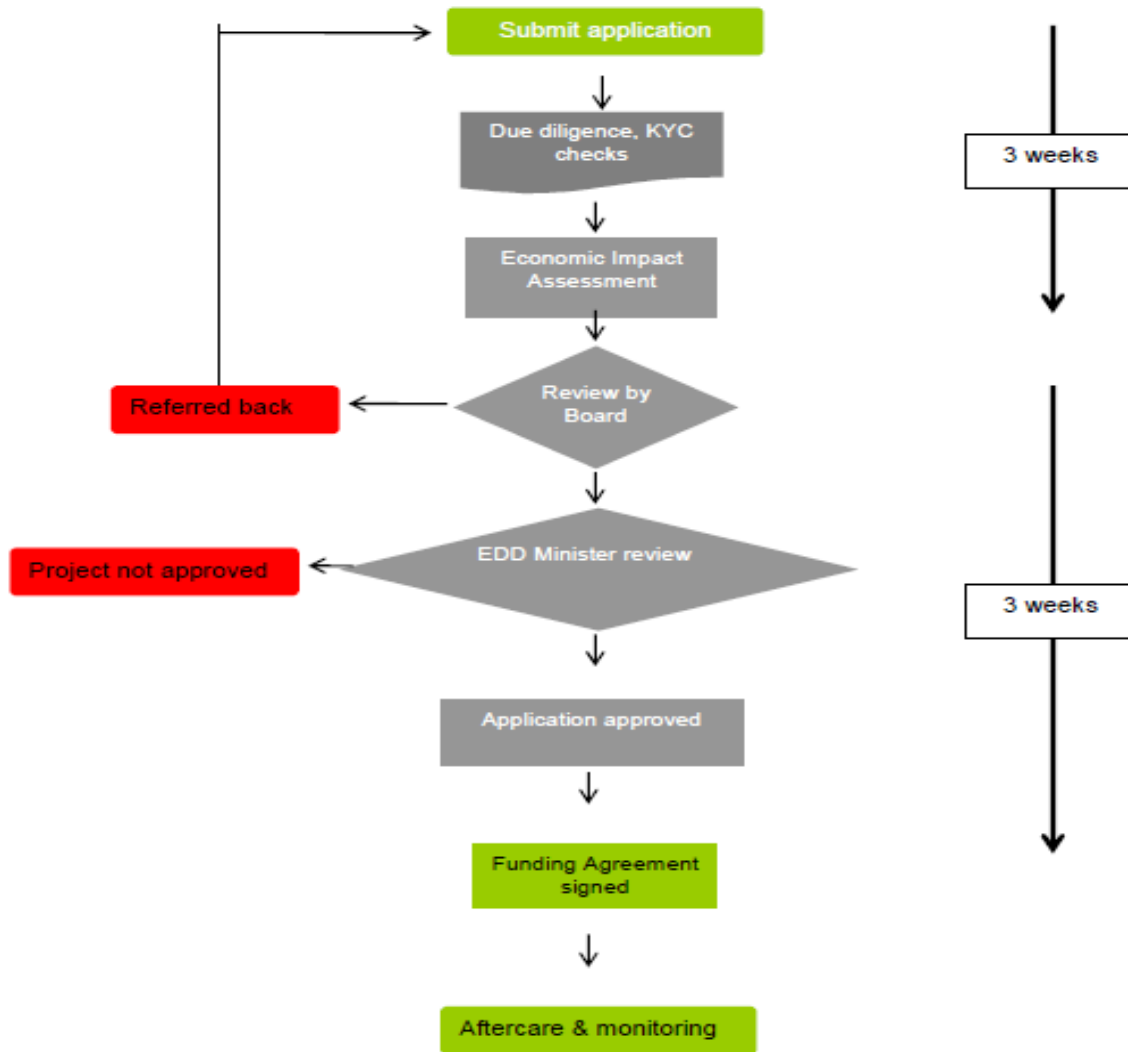 Submit application
Due diligence, KYC
checks
3 weeks
Economic Impact
Assessment
Review by
Board
Referred back
EDD Minister review
Project not approved
3 weeks
Application approved
Funding Agreement
signed
Aftercare & monitoring